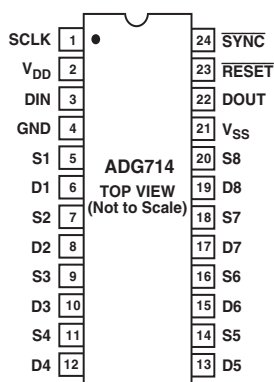 SCLK 1 24 SYNC
VDD 2 23 RESET
DIN 3 22 DOUT
GND 4 21 VSS
S1 5 20 S8
ADG714
D1 6 19 D8
TOP VIEW
(Not to Scale)
S2 7 18 S7
D2 8 17 D7
S3 9 16 S6
D3 10 15 D6
S4 11 14 S5
D4 12 13 D5